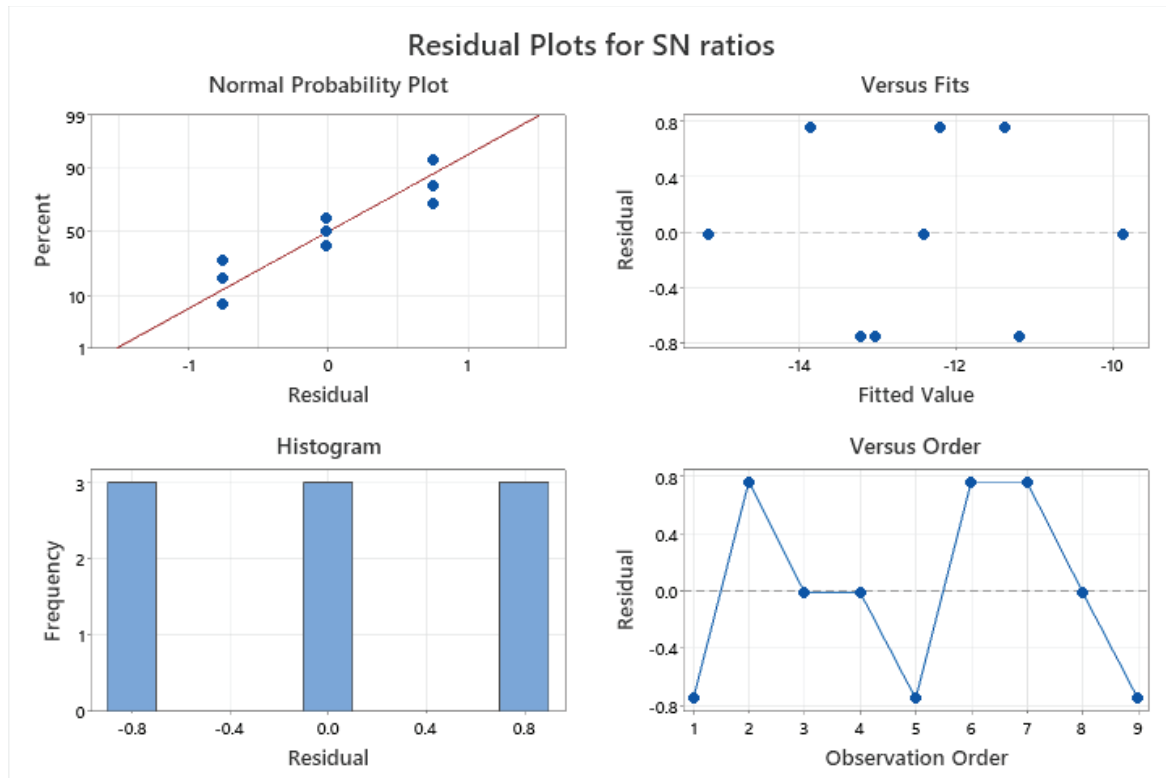 Residual Plots for SN ratios
Normal Probability Plot
99
90
50
10
1
Percent
-1 0 1
Residual
Versus Fits
0.8
0.4
0.0
-0.4
-0.8
Residual
-14 -12 -10
Fitted Value
Histogram
3
2
1
0
Frequency
-0.8 -0.4 0.0 0.4 0.8
Residual
Versus Order
0.8
0.4
0.0
-0.4
-0.8
Residual
1 2 3 4 5 6 7 8 9
Observation Order